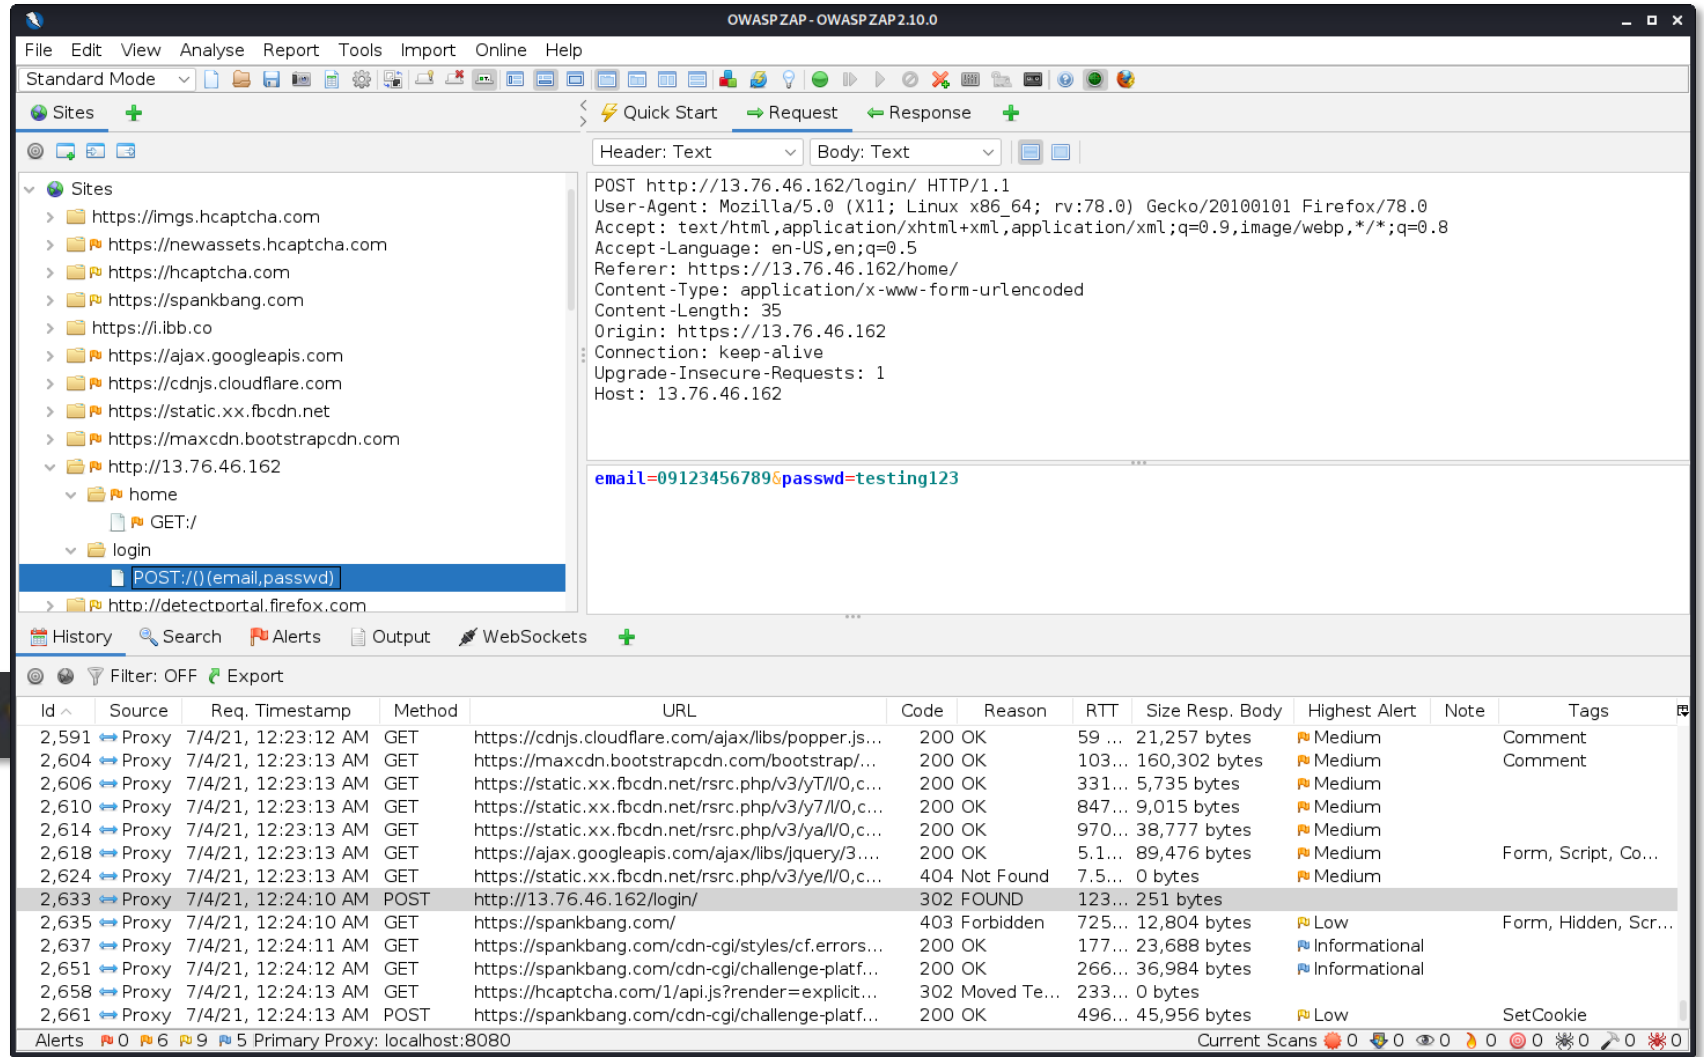 OWASP ZAP - OWASP ZAP 2.10.0
File Edit View Analyse Report Tools Import Online Help
Standard Mode
Sites
Quick Start Request Response
Header: Text Body: Text
Sites
https://imgs.hcaptcha.com
https://newassets.hcaptcha.com
https://hcaptcha.com
https://spankbang.com
https://i.ibb.co
https://ajax.googleapis.com
https://cdnjs.cloudflare.com
https://static.xx.fbcdn.net
https://maxcdn.bootstrapcdn.com
http://13.76.46.162
home
GET:/
login
POST:/()(email,passwd)
http://detectportal.firefox.com
POST http://13.76.46.162/login/ HTTP/1.1
User-Agent: Mozilla/5.0 (X11; Linux x86_64; rv:78.0) Gecko/20100101 Firefox/78.0
Accept: text/html,application/xhtml+xml,application/xml;q=0.9,image/webp,*/*;q=0.8
Accept-Language: en-US,en;q=0.5
Referer: https://13.76.46.162/home/
Content-Type: application/x-www-form-urlencoded
Content-Length: 35
Origin: https://13.76.46.162
Connection: keep-alive
Upgrade-Insecure-Requests: 1
Host: 13.76.46.162
email=09123456789&passwd=testing123
History Search Alerts Output WebSockets
Filter: OFF Export
Id Source Req. Timestamp Method URL Code Reason RTT Size Resp. Body Highest Alert Note Tags
2,591 Proxy 7/4/21, 12:23:12 AM GET https://cdnjs.cloudflare.com/ajax/libs/popper.js... 200 OK 59 ... 21,257 bytes Medium Comment
2,604 Proxy 7/4/21, 12:23:13 AM GET https://maxcdn.bootstrapcdn.com/bootstrap/... 200 OK 103... 160,302 bytes Medium Comment
2,606 Proxy 7/4/21, 12:23:13 AM GET https://static.xx.fbcdn.net/rsrc.php/v3/yT/l/0,c... 200 OK 331... 5,735 bytes Medium
2,610 Proxy 7/4/21, 12:23:13 AM GET https://static.xx.fbcdn.net/rsrc.php/v3/y7/l/0,c... 200 OK 847... 9,015 bytes Medium
2,614 Proxy 7/4/21, 12:23:13 AM GET https://static.xx.fbcdn.net/rsrc.php/v3/ya/l/0,c... 200 OK 970... 38,777 bytes Medium
2,618 Proxy 7/4/21, 12:23:13 AM GET https://ajax.googleapis.com/ajax/libs/jquery/3.... 200 OK 5.1... 89,476 bytes Medium Form, Script, Co...
2,624 Proxy 7/4/21, 12:23:13 AM GET https://static.xx.fbcdn.net/rsrc.php/v3/ye/l/0,c... 404 Not Found 7.5... 0 bytes Medium
2,633 Proxy 7/4/21, 12:24:10 AM POST http://13.76.46.162/login/ 302 FOUND 123... 251 bytes
2,635 Proxy 7/4/21, 12:24:10 AM GET https://spankbang.com/ 403 Forbidden 725... 12,804 bytes Low Form, Hidden, Scr...
2,637 Proxy 7/4/21, 12:24:11 AM GET https://spankbang.com/cdn-cgi/styles/cf.errors... 200 OK 177... 23,688 bytes Informational
2,651 Proxy 7/4/21, 12:24:12 AM GET https://spankbang.com/cdn-cgi/challenge-platf... 200 OK 266... 36,984 bytes Informational
2,658 Proxy 7/4/21, 12:24:13 AM GET https://hcaptcha.com/1/api.js?render=explicit... 302 Moved Te... 233... 0 bytes
2,661 Proxy 7/4/21, 12:24:13 AM POST https://spankbang.com/cdn-cgi/challenge-platf... 200 OK 496... 45,956 bytes Low SetCookie
Alerts 0 6 9 5 Primary Proxy: localhost:8080 Current Scans 0 0 0 0 0 0 0 0